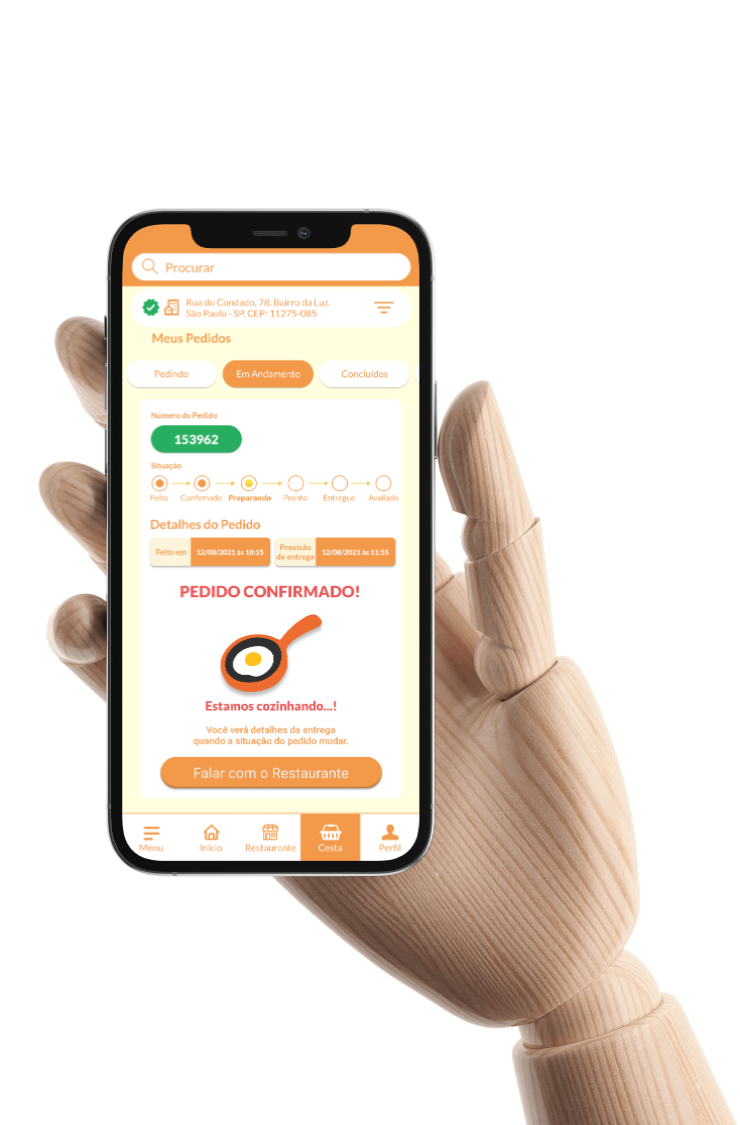 Procurar
Rua do Condado, 78. Bairro da Luz.
São Paulo - SP. CEP: 11275-085
Meus Pedidos
Pedindo
Em Andamento
Concluídos
Número do Pedido
153962
Situação
Feito
Confirmado
Preparando
Pronto
Entregue
Avaliado
Detalhes do Pedido
Feito em
12/08/2021 às 10:15
Previsão
de entrega
12/08/2021 às 11:55
PEDIDO CONFIRMADO!
Estamos cozinhando...!
Você verá detalhes da entrega
quando a situação do pedido mudar.
Falar com o Restaurante
Menu
Início
Restaurante
Cesta
Perfil